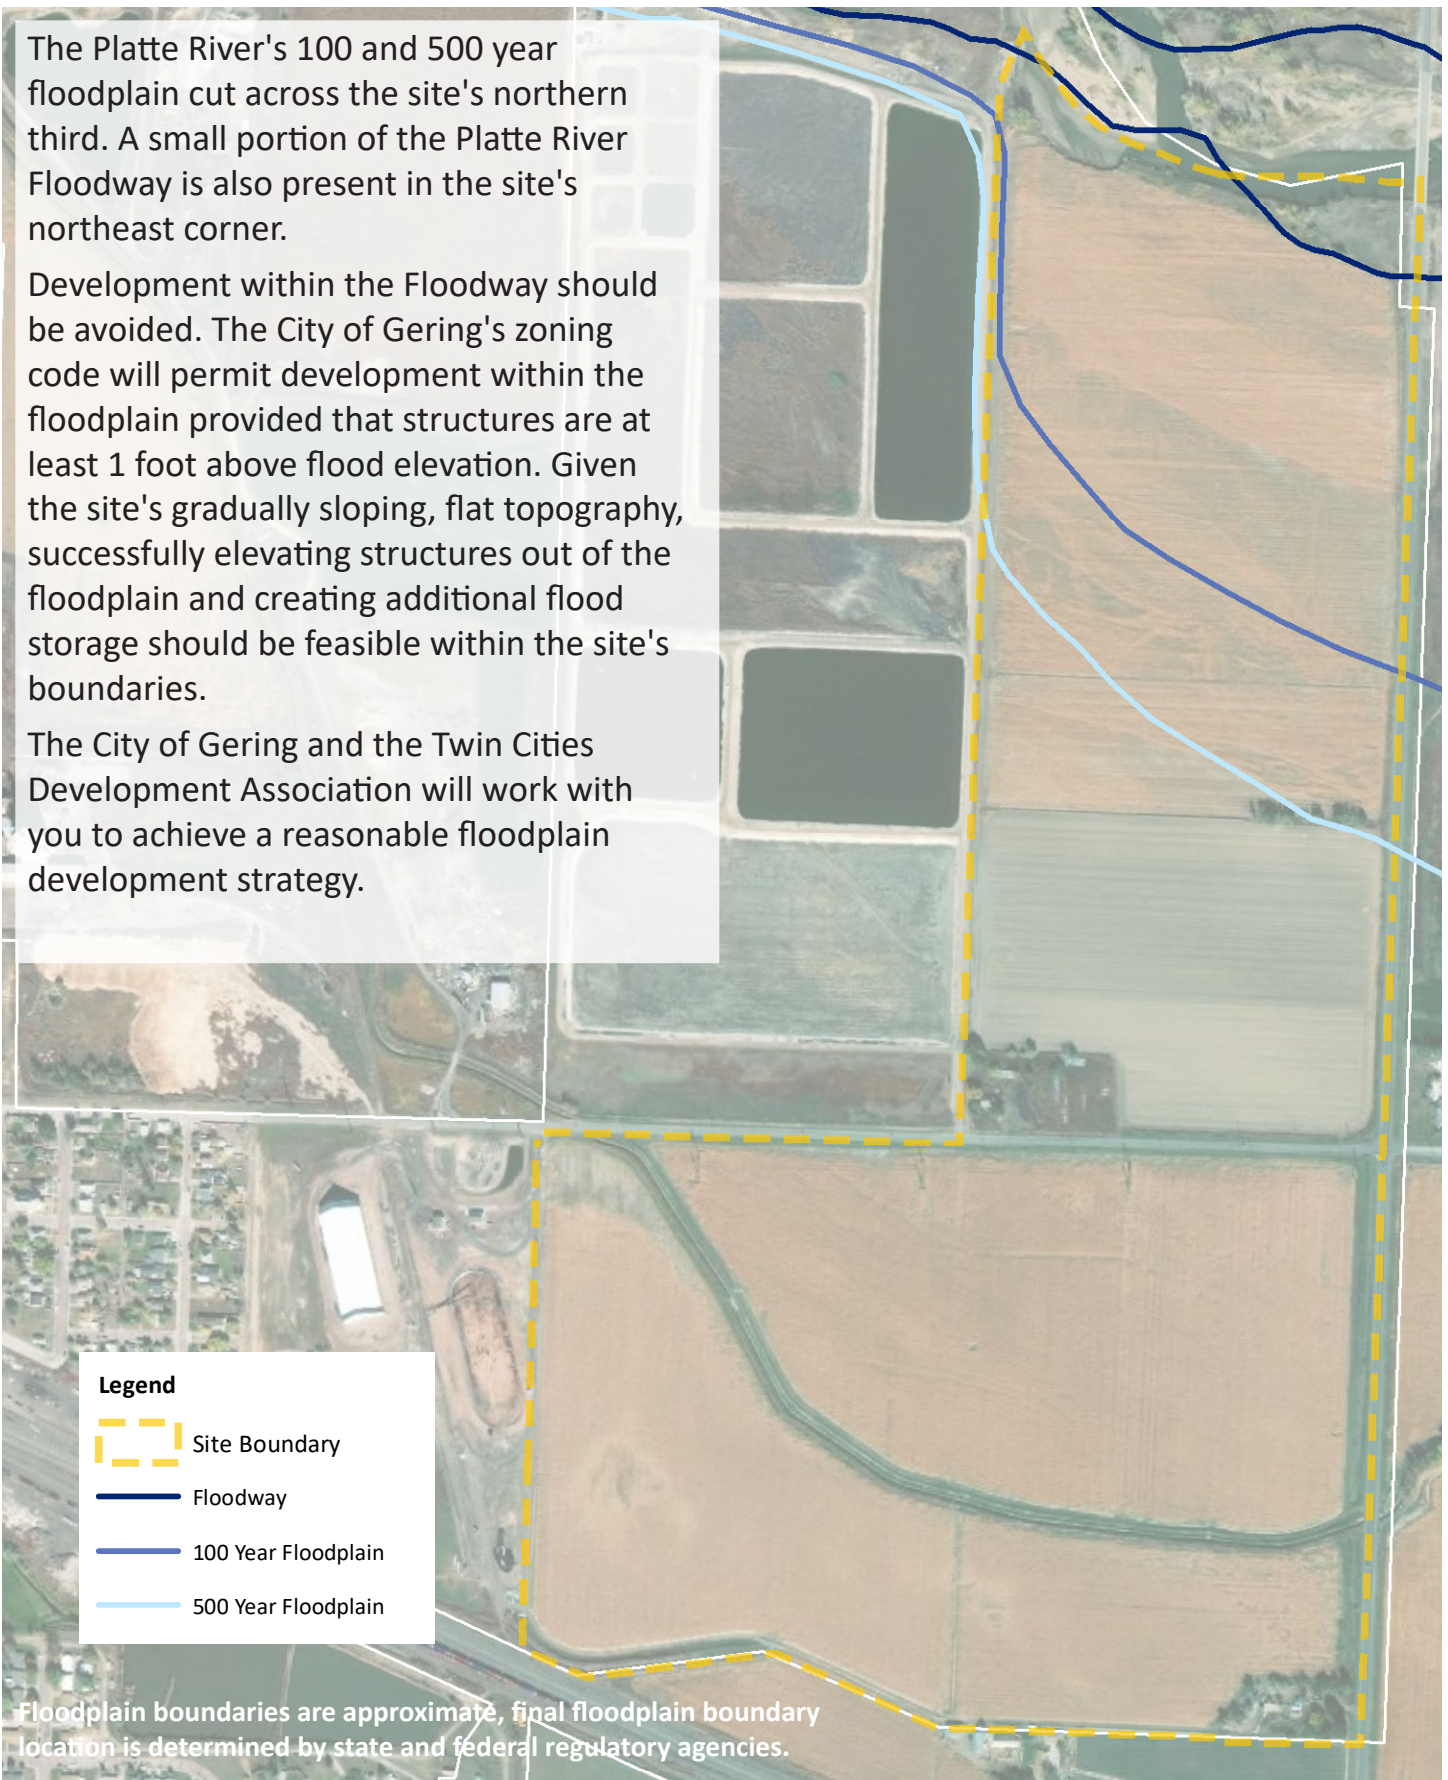 The Platte River's 100 and 500 year
floodplain cut across the site's northern
third. A small portion of the Platte River
Floodway is also present in the site's
northeast corner.
Development within the Floodway should
be avoided. The City of Gering's zoning
code will permit development within the
floodplain provided that structures are at
least 1 foot above flood elevation. Given
the site's gradually sloping, flat topography,
successfully elevating structures out of the
floodplain and creating additional flood
storage should be feasible within the site's
boundaries.
The City of Gering and the Twin Cities
Development Association will work with
you to achieve a reasonable floodplain
development strategy.
Legend
Site Boundary
Floodway
100 Year Floodplain
500 Year Floodplain
Floodplain boundaries are approximate, final floodplain boundary
location is determined by state and federal regulatory agencies.